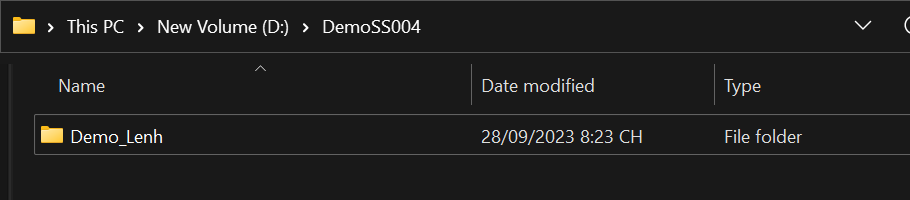 This PC > New Volume (D:) > DemoSS004
Name Date modified Type
Demo_Lenh 28/09/2023 8:23 CH File folder